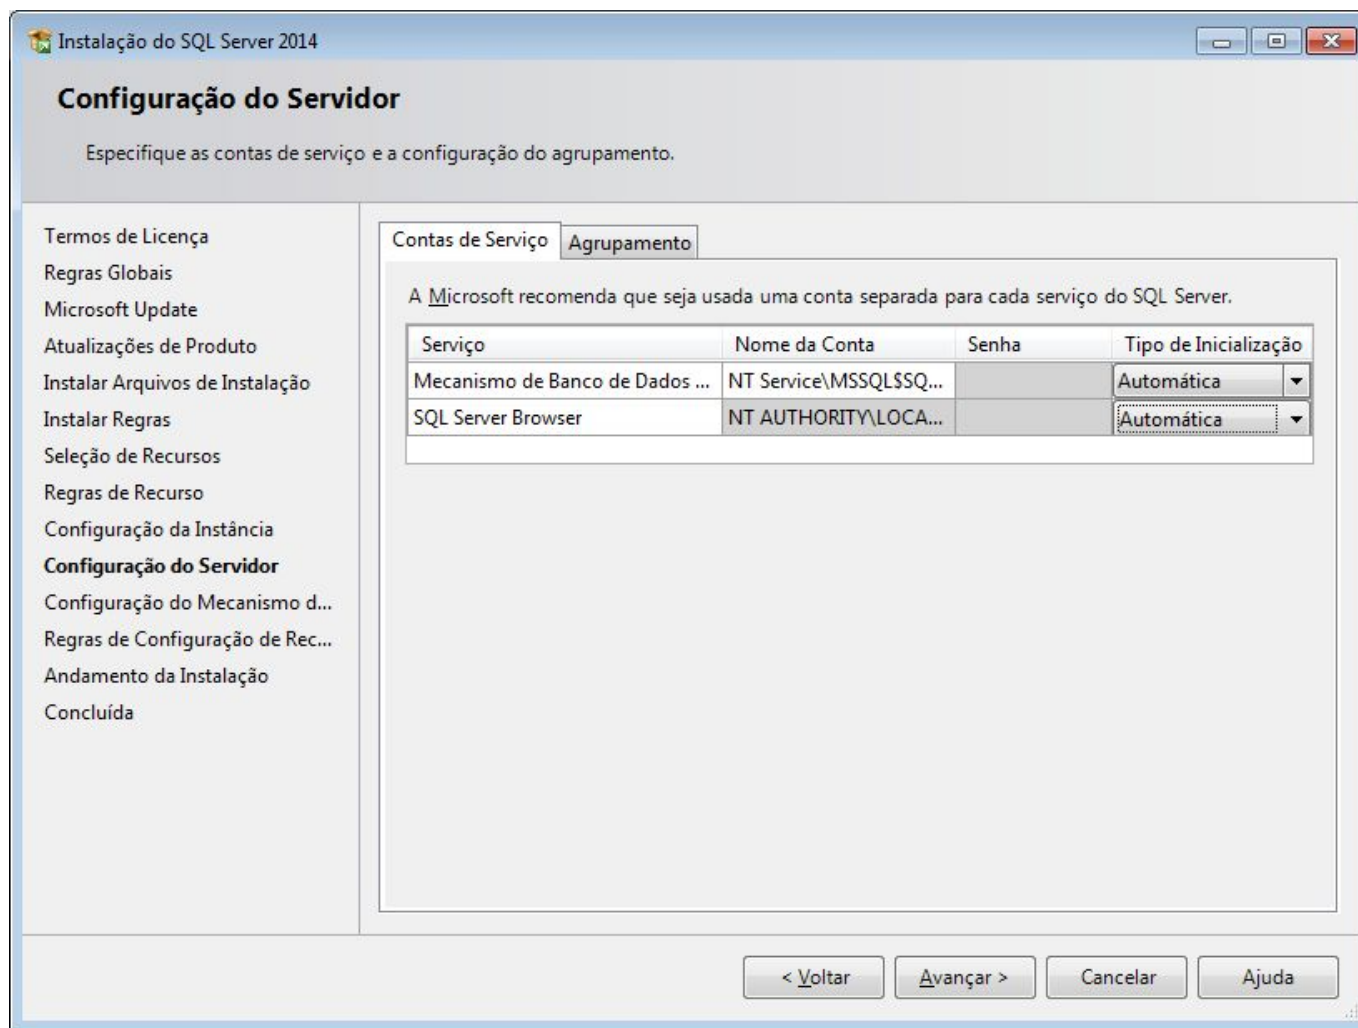 Instalação do SQL Server 2014
Configuração do Servidor
Especifique as contas de serviço e a configuração do agrupamento.
Termos de Licença
Regras Globais
Microsoft Update
Atualizações de Produto
Instalar Arquivos de Instalação
Instalar Regras
Seleção de Recursos
Regras de Recurso
Configuração da Instância
Configuração do Servidor
Configuração do Mecanismo d...
Regras de Configuração de Rec...
Andamento da Instalação
Concluída
Contas de Serviço Agrupamento
A Microsoft recomenda que seja usada uma conta separada para cada serviço do SQL Server.
Serviço Nome da Conta Senha Tipo de Inicialização
Mecanismo de Banco de Dados ... NT Service\MSSQL$SQ... Automática
SQL Server Browser NT AUTHORITY\LOCA... Automática
< Voltar Avançar > Cancelar Ajuda